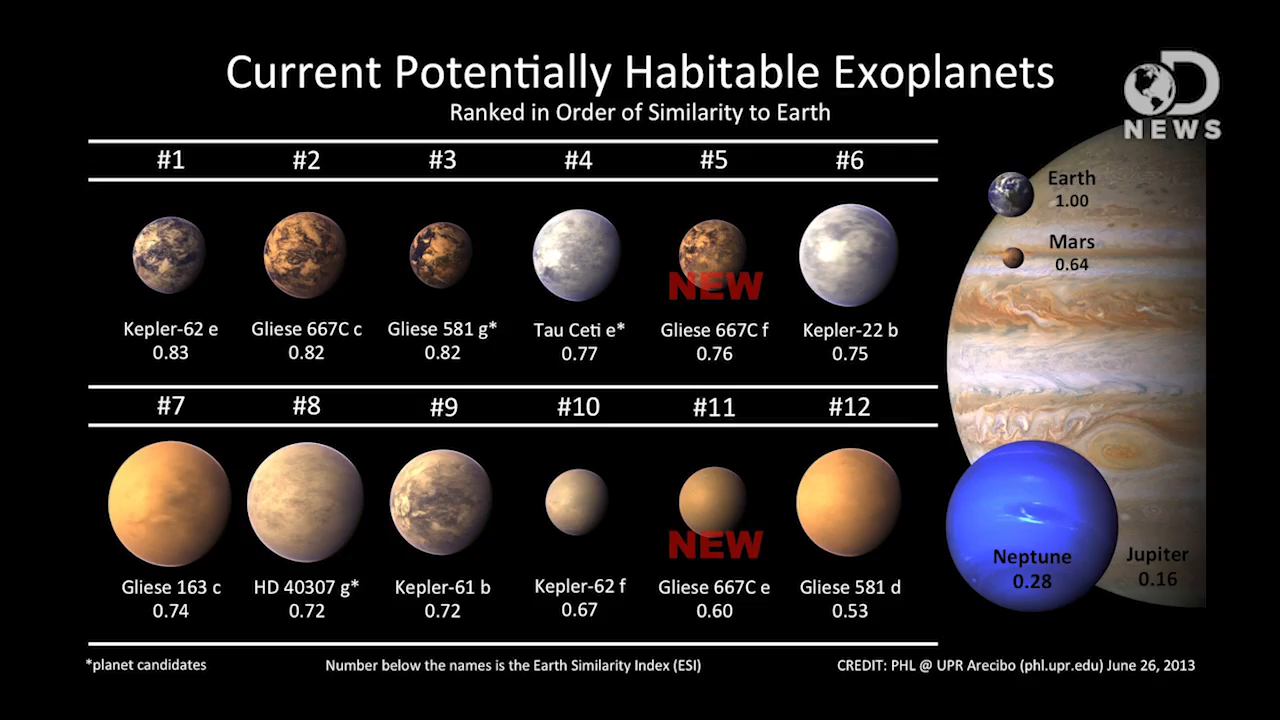 Current Potentially Habitable Exoplanets
Ranked in Order of Similarity to Earth
NEWS
#1 #2 #3 #4 #5 #6
NEW
Kepler-62 e Gliese 667C c Gliese 581 g* Tau Ceti e* Gliese 667C f Kepler-22 b
0.83 0.82 0.82 0.77 0.76 0.75
#7 #8 #9 #10 #11 #12
NEW
Gliese 163 c HD 40307 g* Kepler-61 b Kepler-62 f Gliese 667C e Gliese 581 d
0.74 0.72 0.72 0.67 0.60 0.53
Earth
1.00
Mars
0.64
Neptune
0.28
Jupiter
0.16
*planet candidates
Number below the names is the Earth Similarity Index (ESI)
CREDIT: PHL @ UPR Arecibo (phl.upr.edu) June 26, 2013